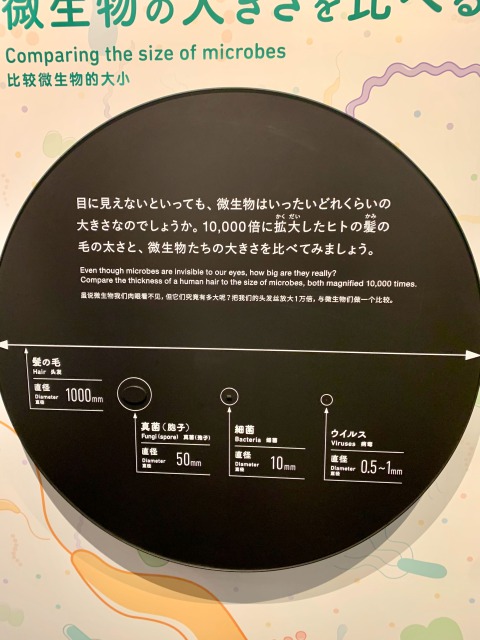 微生物の大きさを比べる
Comparing the size of microbes
比较微生物的大小
目に見えないといっても、微生物はいったいどれくらいの
大きさなのでしょうか。10,000倍に拡大したヒトの髪の
かくだい
かみ
毛の太さと、微生物たちの大きさを比べてみましょう。
Even though microbes are invisible to our eyes, how big are they really?
Compare the thickness of a human hair to the size of microbes, both magnified 10,000 times.
虽说微生物我们肉眼看不见，但它们究竟有多大呢？把我们的头发丝放大1万倍，与微生物们做一个比较。
髪の毛
Hair 头发
直径
Diameter
直径
1000mm
真菌（胞子）
Fungi (spore) 真菌（孢子）
直径
Diameter
直径
50mm
細菌
Bacteria 细菌
直径
Diameter
直径
10mm
ウイルス
Viruses 病毒
直径
Diameter
直径
0.5~1mm